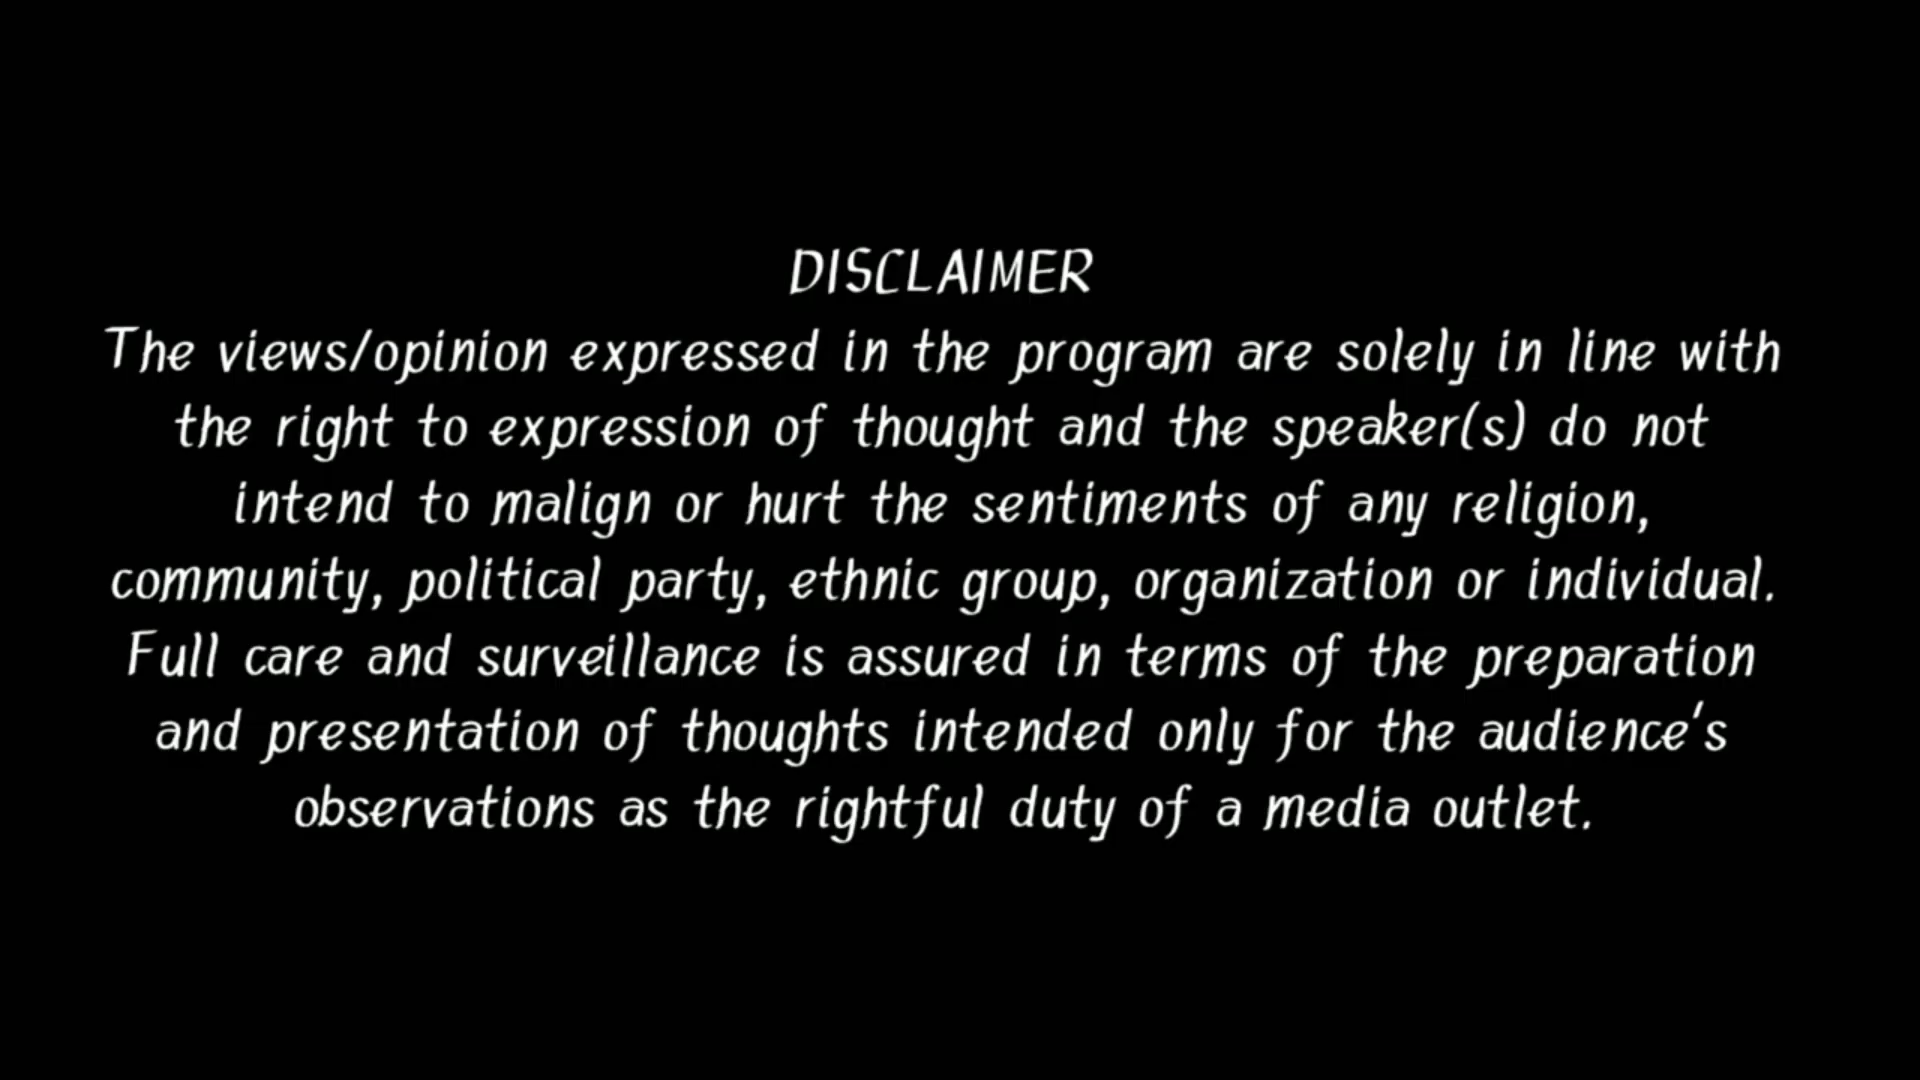 DISCLAIMER
The views/opinion expressed in the program are solely in line with
the right to expression of thought and the speaker(s) do not
intend to malign or hurt the sentiments of any religion,
community, political party, ethnic group, organization or individual.
Full care and surveillance is assured in terms of the preparation
and presentation of thoughts intended only for the audience's
observations as the rightful duty of a media outlet.